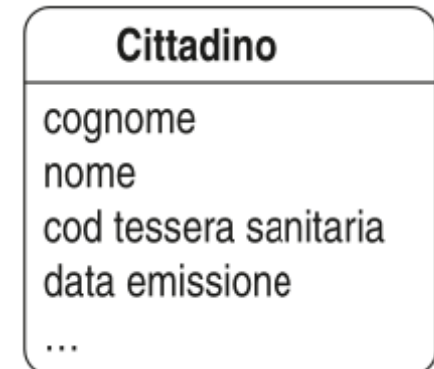 Cittadino
cognome
nome
cod tessera sanitaria
data emissione
…